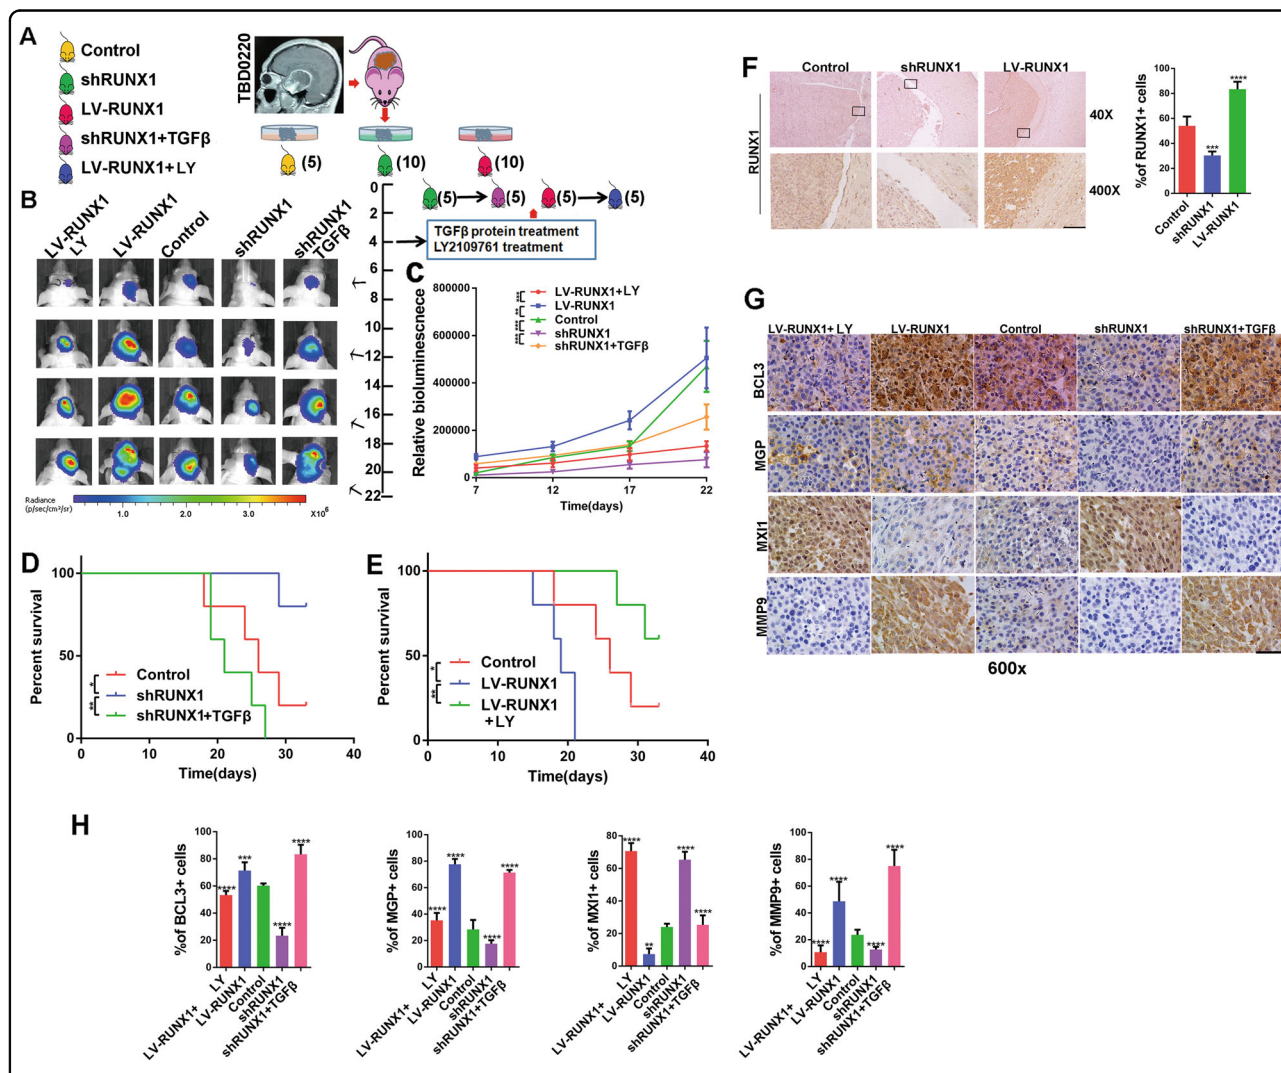 A
Control
shRUNX1
LV-RUNX1
shRUNX1+TGFβ
LV-RUNX1+LY
TBD0220
(5)
(10)
(10)
(5)
(5)
(5)
(5)
TGFβ protein treatment
LY2109761 treatment
0
2
4
6
8
10
12
14
16
18
20
22
B
LV-RUNX1
LY
LV-RUNX1
Control
shRUNX1
shRUNX1
TGFβ
Radiance
(p/sec/cm²/sr)
1.0
2.0
3.0
X10⁶
C
Relative bioluminescnece
800000
600000
400000
200000
0
7
12
17
22
Time(days)
LV-RUNX1+LY
LV-RUNX1
Control
shRUNX1
shRUNX1+TGFβ
***
**
***
***
D
Percent survival
100
50
0
0
10
20
30
40
Time(days)
Control
shRUNX1
shRUNX1+TGFβ
*
**
E
Percent survival
100
50
0
0
10
20
30
40
Time(days)
Control
LV-RUNX1
LV-RUNX1
+LY
*
**
F
Control
shRUNX1
LV-RUNX1
RUNX1
40X
400X
%of RUNX1+ cells
100
80
60
40
20
0
***
****
Control
shRUNX1
LV-RUNX1
G
LV-RUNX1+ LY
LV-RUNX1
Control
shRUNX1
shRUNX1+TGFβ
BCL3
MGP
MXI1
MMP9
600x
H
%of BCL3+ cells
100
80
60
40
20
0
****
***
****
****
LV-RUNX1+ LY
LV-RUNX1
Control
shRUNX1
shRUNX1+TGFβ
%of MGP+ cells
100
80
60
40
20
0
****
****
****
****
LV-RUNX1+ LY
LV-RUNX1
Control
shRUNX1
shRUNX1+TGFβ
%of MXI1+ cells
80
60
40
20
0
****
**
****
****
LV-RUNX1+ LY
LV-RUNX1
Control
shRUNX1
shRUNX1+TGFβ
%of MMP9+ cells
100
80
60
40
20
0
****
****
****
****
LV-RUNX1+ LY
LV-RUNX1
Control
shRUNX1
shRUNX1+TGFβ